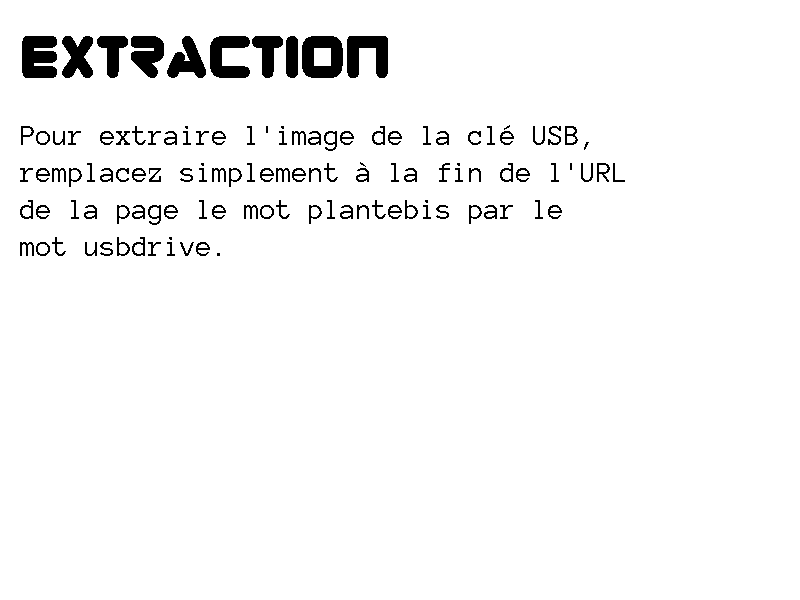 EXTRACTION
Pour extraire l'image de la clé USB,
remplacez simplement à la fin de l'URL
de la page le mot plantebis par le
mot usbdrive.